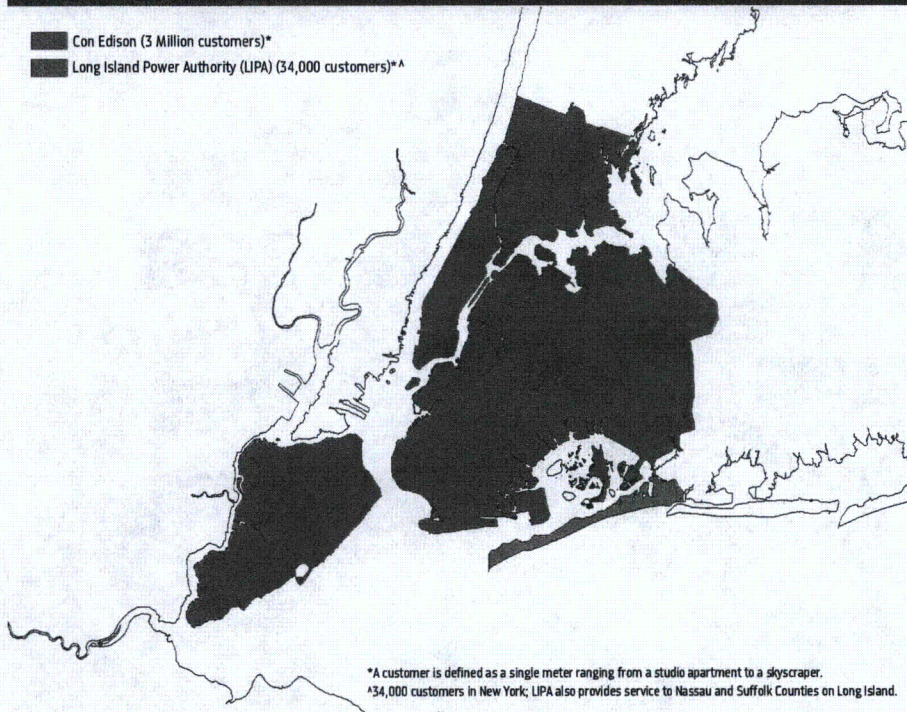 Con Edison (3 Million customers)*
Long Island Power Authority (LIPA) (34,000 customers)*^
*A customer is defined as a single meter ranging from a studio apartment to a skyscraper.
^34,000 customers in New York; LIPA also provides service to Nassau and Suffolk Counties on Long Island.